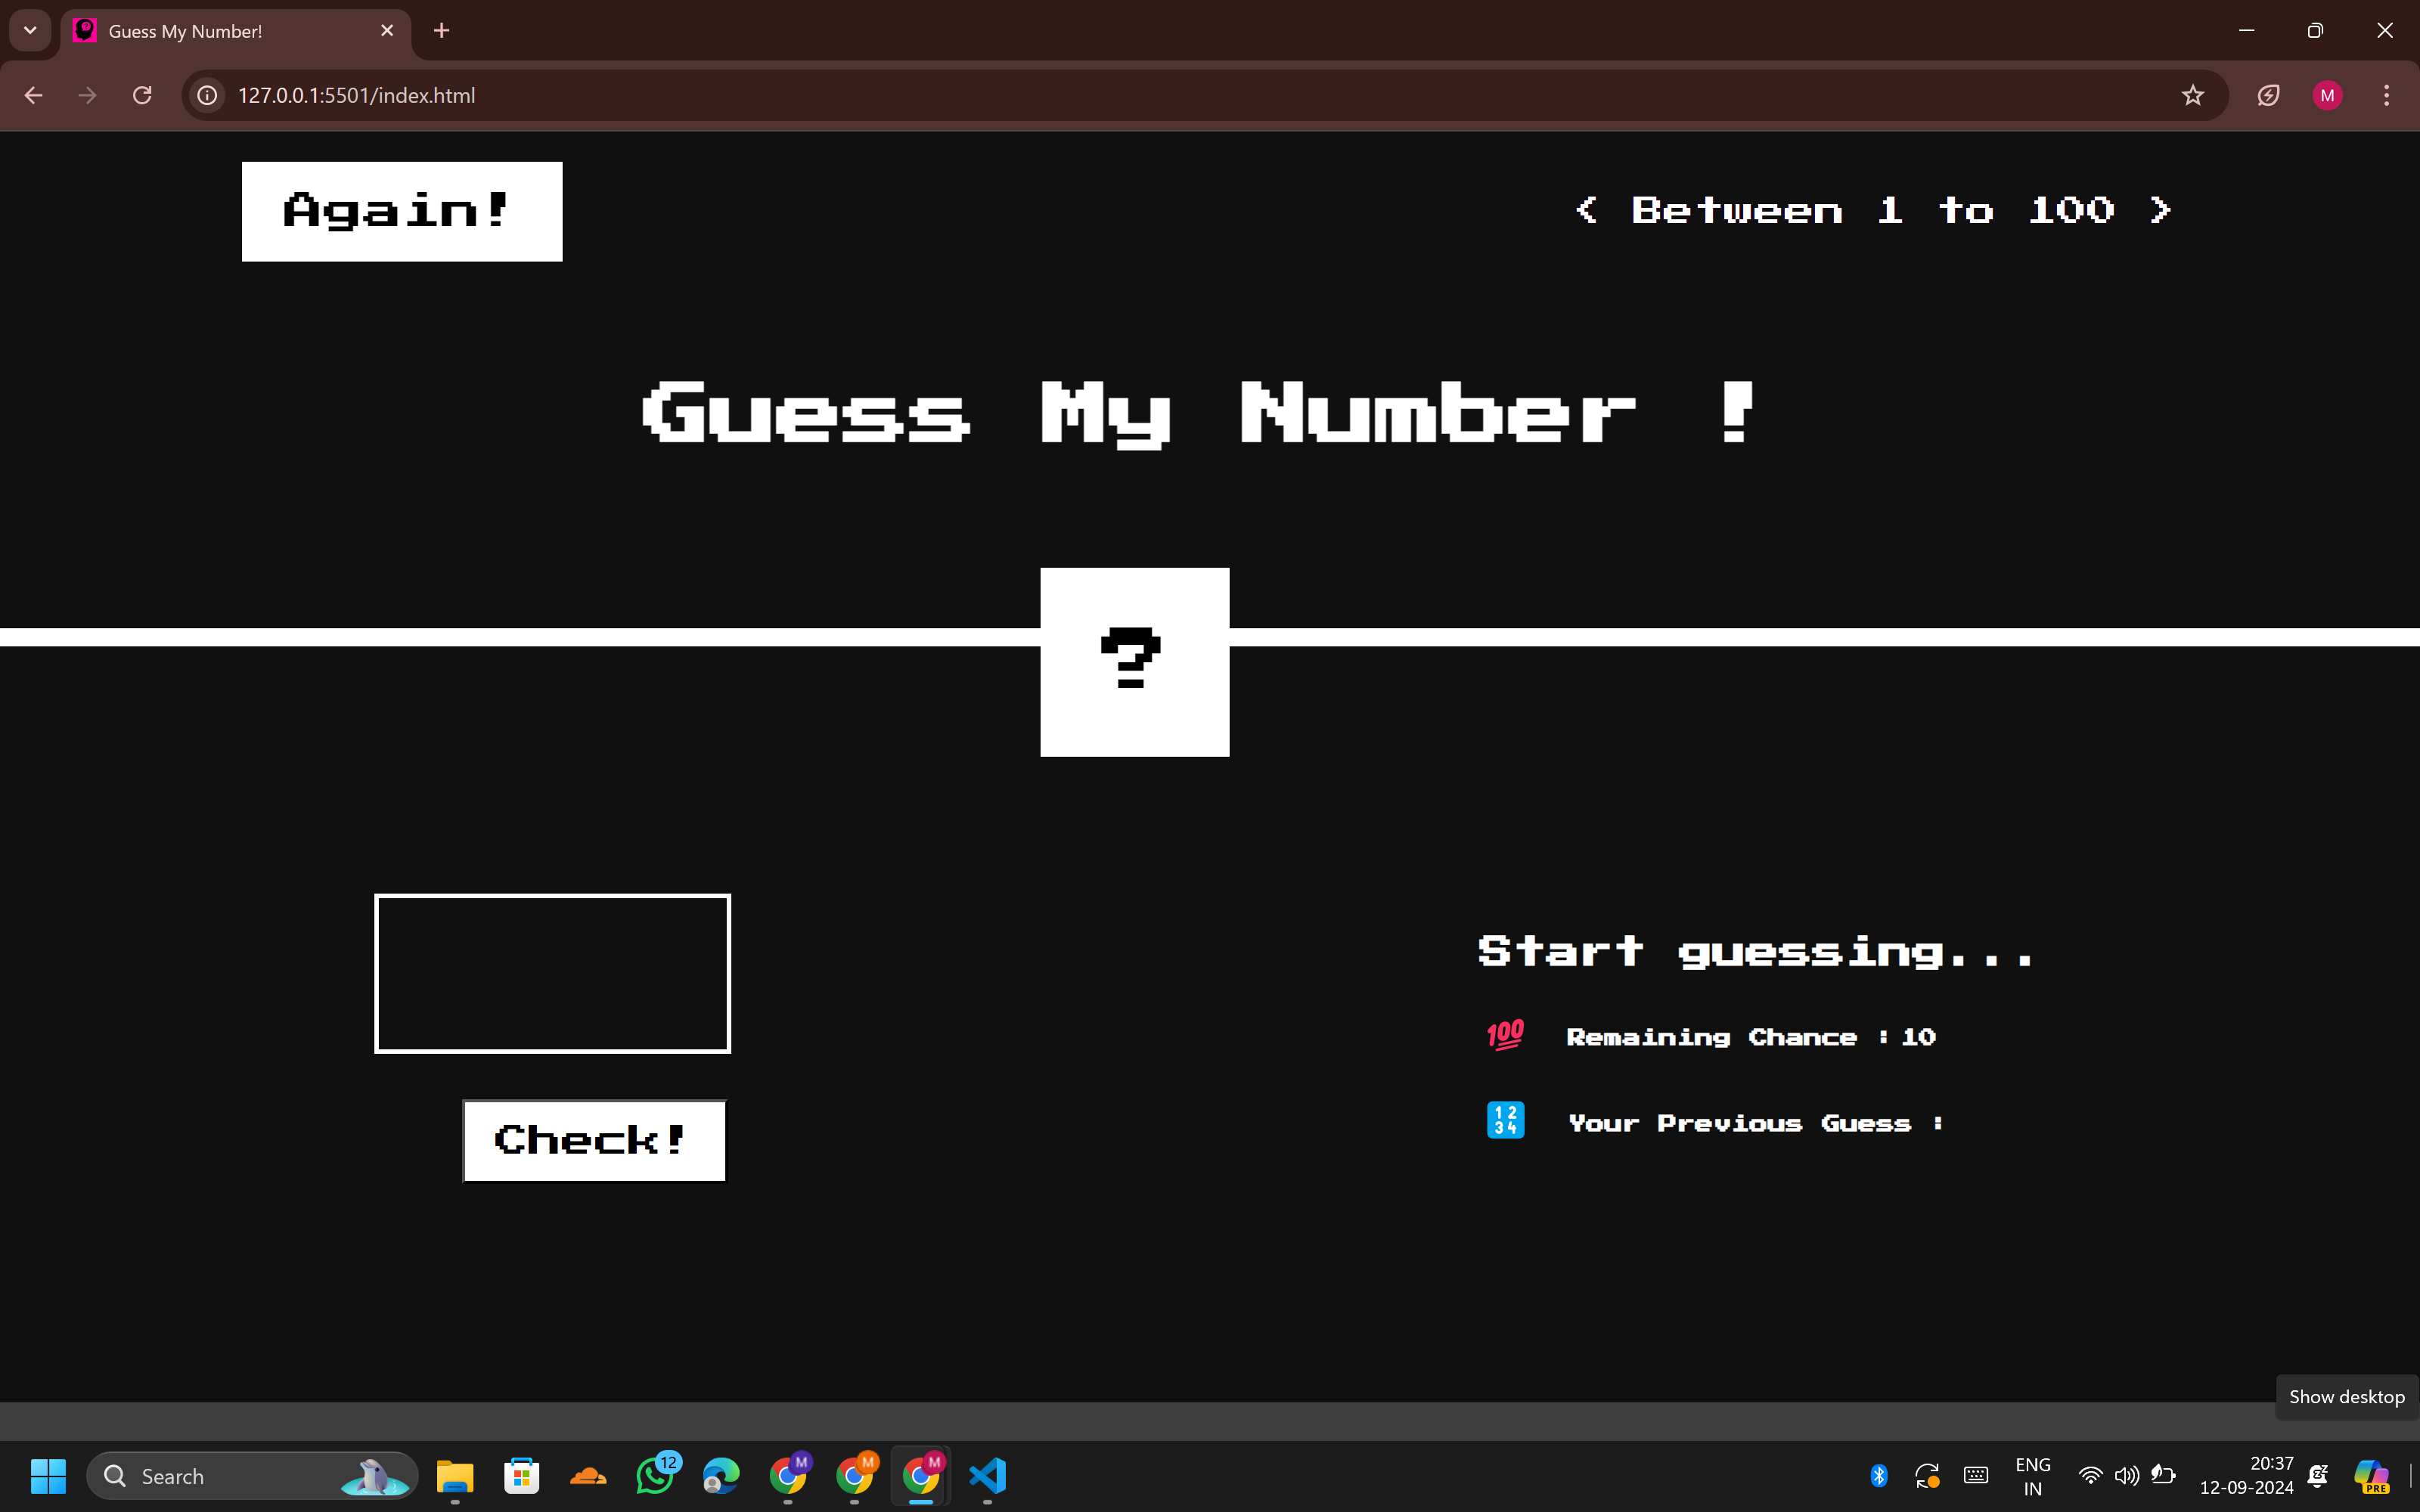 Guess My Number!
127.0.0.1:5501/index.html
M
Again!
< Between 1 to 100 >
Guess My Number !
?
Start guessing...
💯 Remaining Chance : 10
🔢 Your Previous Guess :
Check!
Show desktop
Search
12
M
M
M
ENG
IN
20:37
12-09-2024
PRE